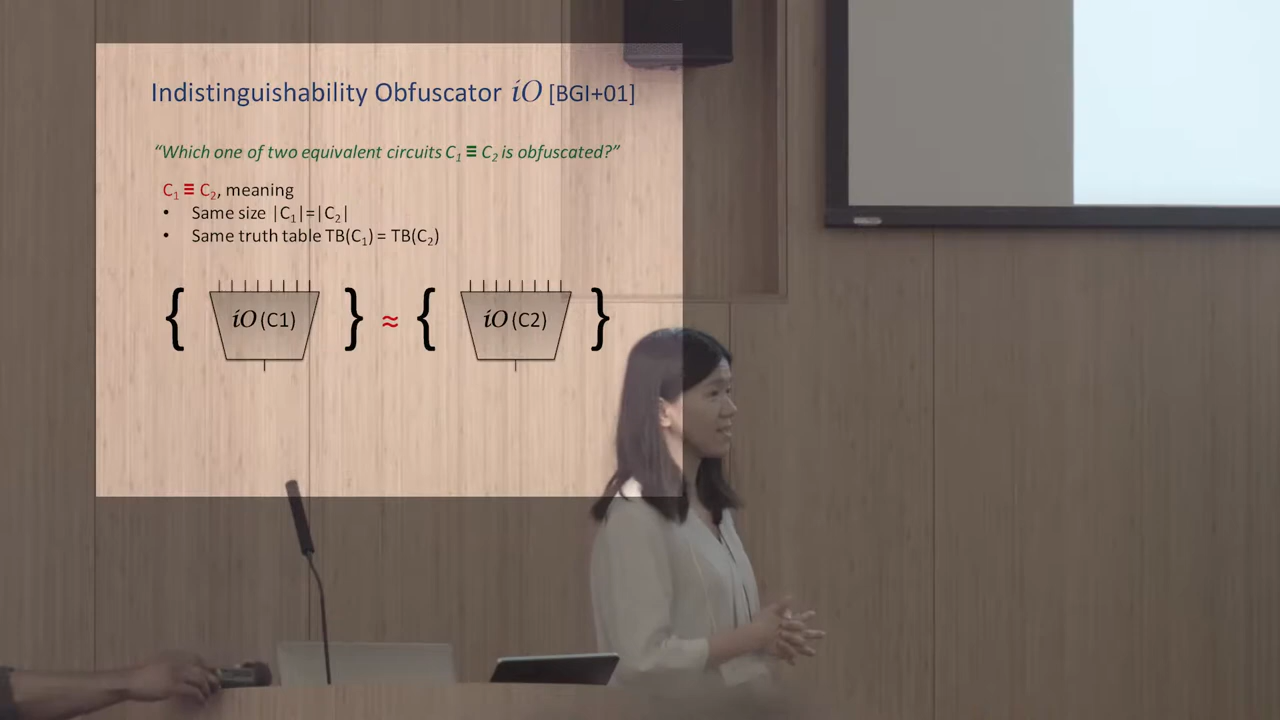 Indistinguishability Obfuscator iO [BGI+01]
“Which one of two equivalent circuits C₁ ≡ C₂ is obfuscated?”
C₁ ≡ C₂, meaning
• Same size |C₁|=|C₂|
• Same truth table TB(C₁) = TB(C₂)
{ iO (C1) } ≈ { iO (C2) }